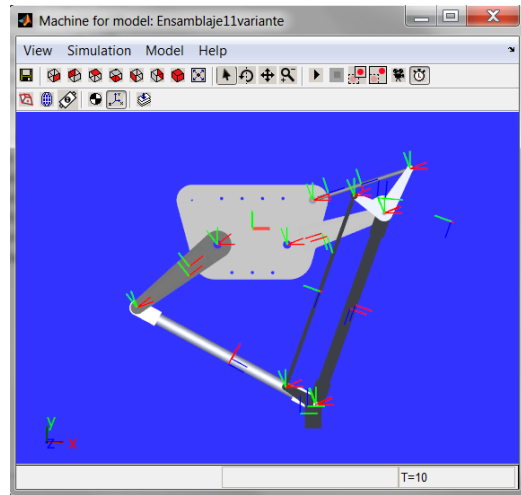 Machine for model: Ensamblaje11variante
View Simulation Model Help
y
z x
T=10